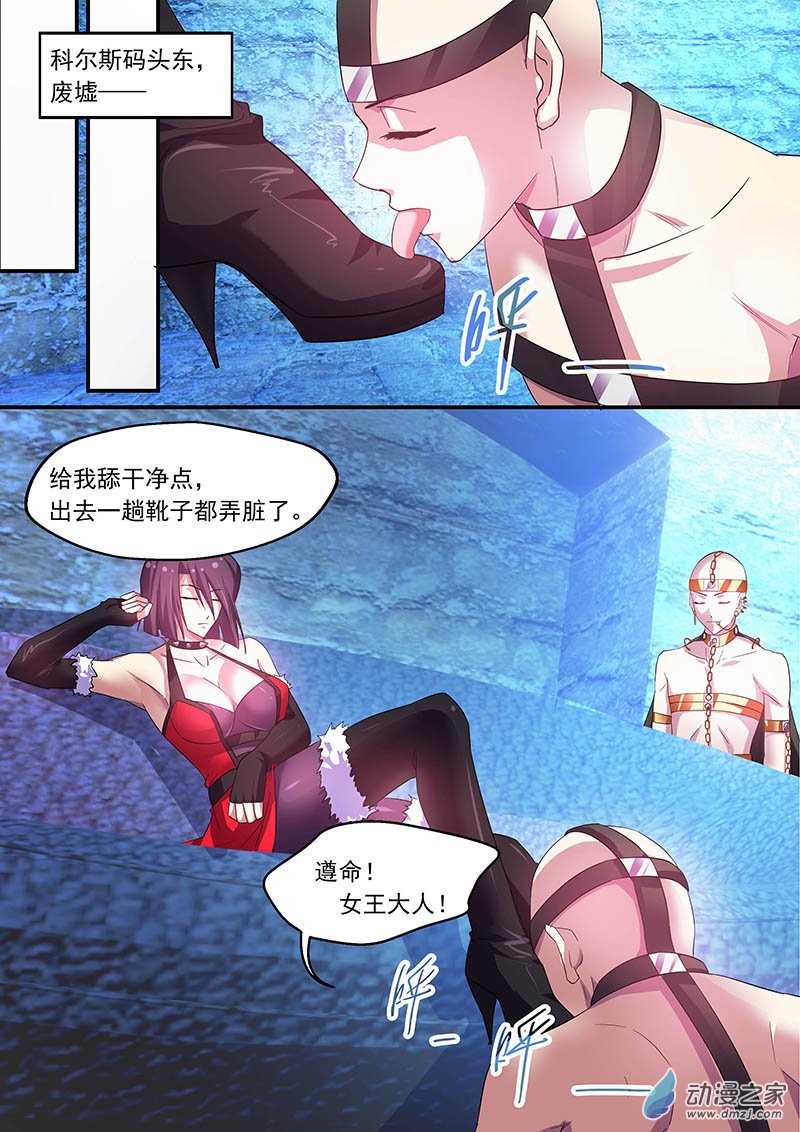 科尔斯码头东，
废墟——
呼—
给我舔干净点，
出去一趟靴子都弄脏了。
遵命！
女王大人！
呼—
呼—
动漫之家
www.dmzj.com